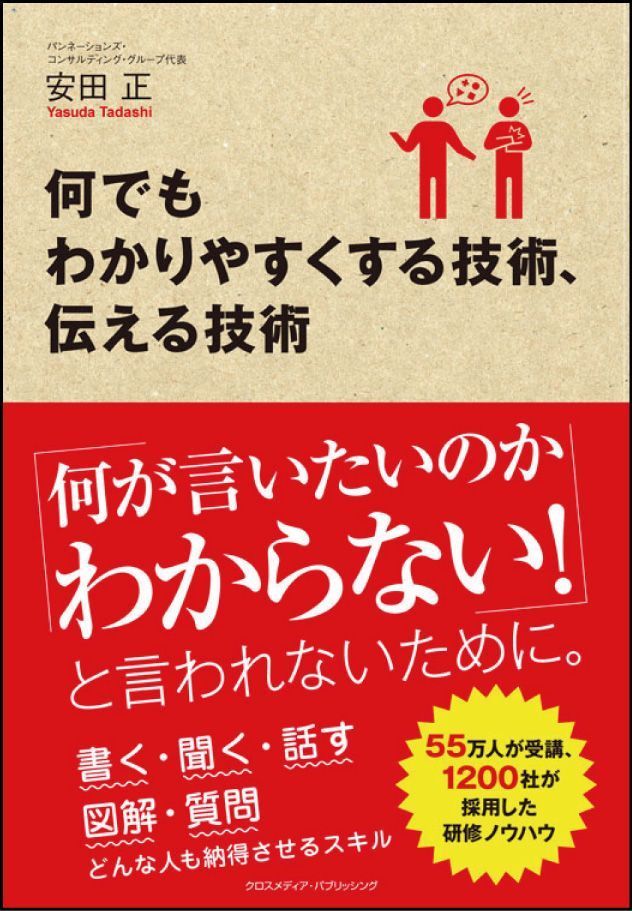 パンネーションズ・
コンサルティング・グループ代表
安田 正
Yasuda Tadashi
何でも
わかりやすくする技術、
伝える技術
「何が言いたいのか
わからない!」
と言われないために。
書く・聞く・話す
図解・質問
どんな人も納得させるスキル
55万人が受講、
1200社が
採用した
研修ノウハウ
クロスメディア・パブリッシング